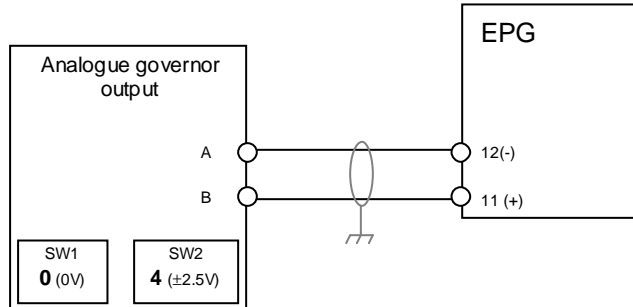 EPG
Analogue governor
output
A
12(-)
B
11 (+)
SW1
0 (0V)
SW2
4 (±2.5V)